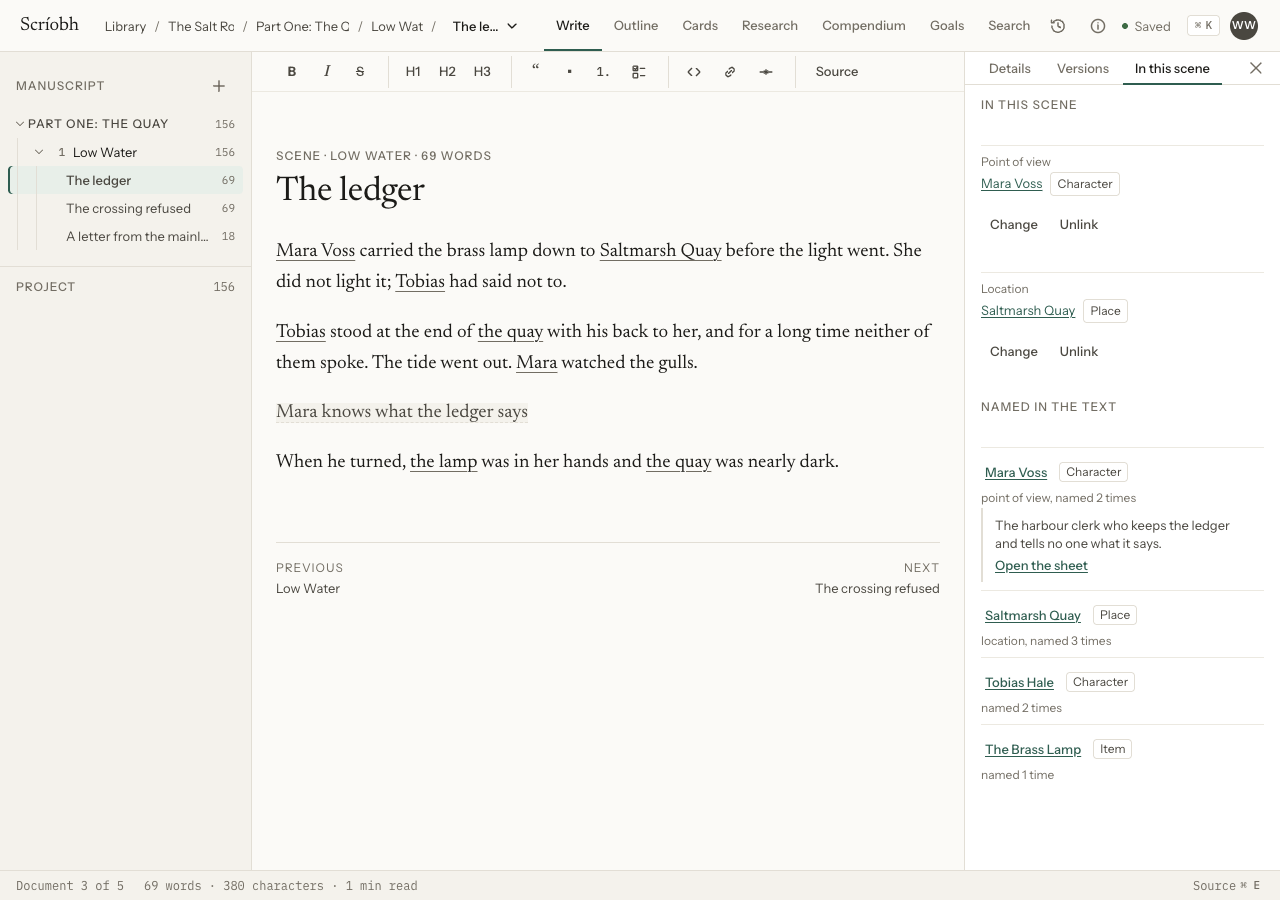 Scríobh
Library / The Salt Ro / Part One: The Q / Low Wat / The le...
Write Outline Cards Research Compendium Goals Search
Saved ⌘ K WW
MANUSCRIPT
PART ONE: THE QUAY 156
1 Low Water 156
The ledger 69
The crossing refused 69
A letter from the mainl... 18
PROJECT 156
B I S H1 H2 H3 “ ▪ 1. Source
SCENE · LOW WATER · 69 WORDS
The ledger
Mara Voss carried the brass lamp down to Saltmarsh Quay before the light went. She
did not light it; Tobias had said not to.
Tobias stood at the end of the quay with his back to her, and for a long time neither of
them spoke. The tide went out. Mara watched the gulls.
Mara knows what the ledger says
When he turned, the lamp was in her hands and the quay was nearly dark.
PREVIOUS
Low Water
NEXT
The crossing refused
Details Versions In this scene
IN THIS SCENE
Point of view
Mara Voss Character
Change Unlink
Location
Saltmarsh Quay Place
Change Unlink
NAMED IN THE TEXT
Mara Voss Character
point of view, named 2 times
The harbour clerk who keeps the ledger
and tells no one what it says.
Open the sheet
Saltmarsh Quay Place
location, named 3 times
Tobias Hale Character
named 2 times
The Brass Lamp Item
named 1 time
Document 3 of 5 69 words · 380 characters · 1 min read
Source ⌘ E